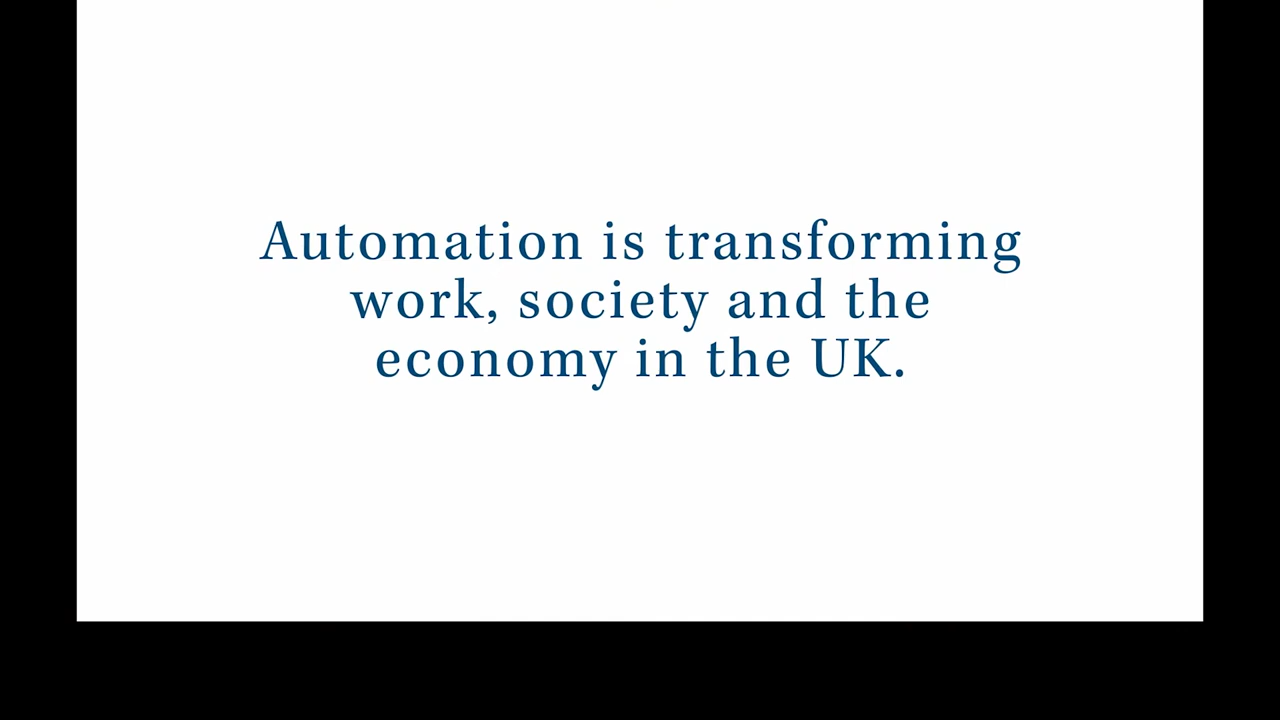 Automation is transforming
work, society and the
economy in the UK.